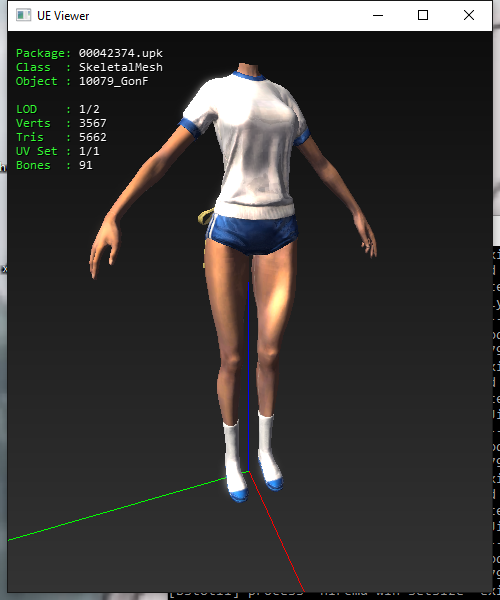 UE Viewer
Package: 00042374.upk
Class : SkeletalMesh
Object : 10079_GonF
LOD : 1/2
Verts : 3567
Tris : 5662
UV Set : 1/1
Bones : 91